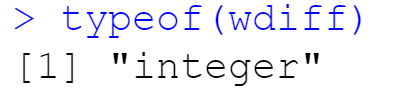 > typeof(wdiff)
[1] "integer"